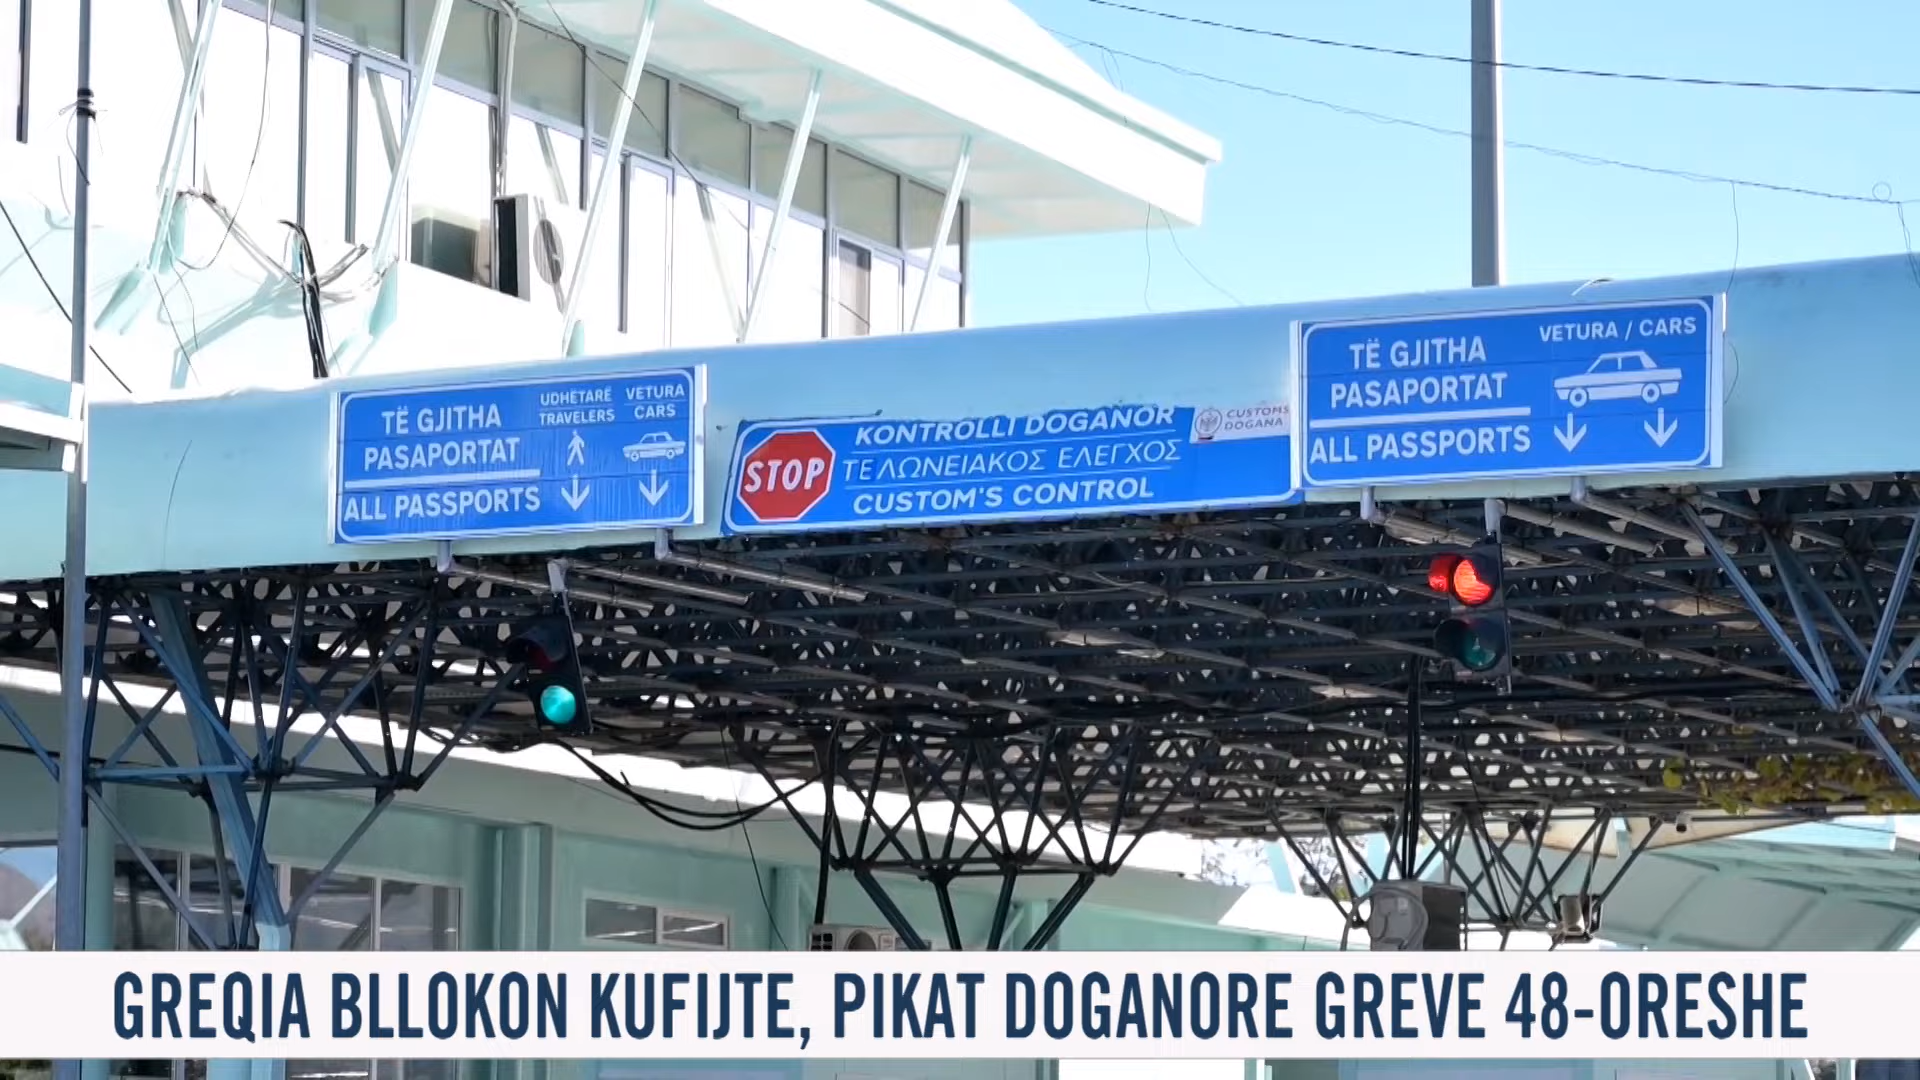 TË GJITHA
PASAPORTAT
ALL PASSPORTS
UDHËTARË
TRAVELERS
VETURA
CARS
STOP
KONTROLLI DOGANOR
ΤΕΛΩΝΕΙΑΚΟΣ ΕΛΕΓΧΟΣ
CUSTOM'S CONTROL
CUSTOMS
DOGANA
TË GJITHA
PASAPORTAT
ALL PASSPORTS
VETURA / CARS
GREQIA BLLOKON KUFIJTE, PIKAT DOGANORE GREVE 48-ORESHE